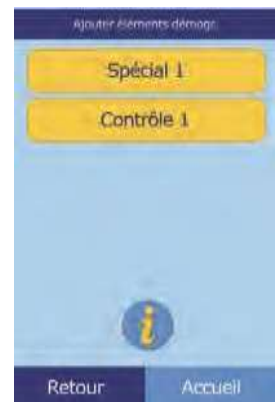 Ajouter éléments démogr.
Spécial 1
Contrôle 1
Retour Accueil